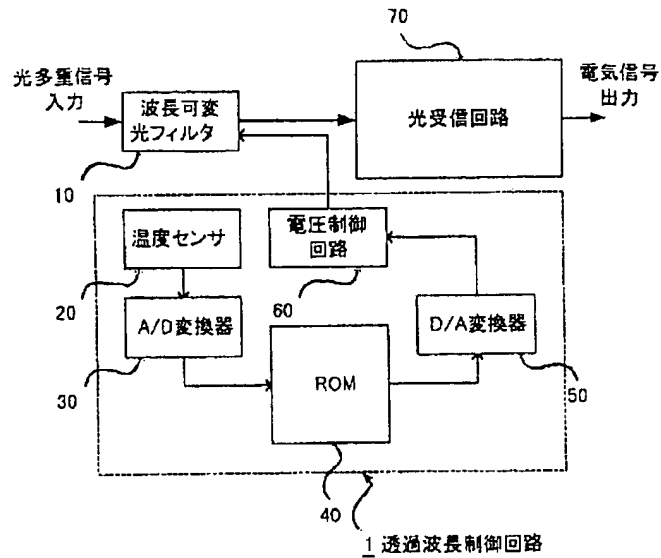 70
光多重信号
入力
波長可変
光フィルタ
光受信回路
電気信号
出力
10
温度センサ
20
電圧制御
回路
60
A/D変換器
30
ROM
D/A変換器
50
40
1 透過波長制御回路